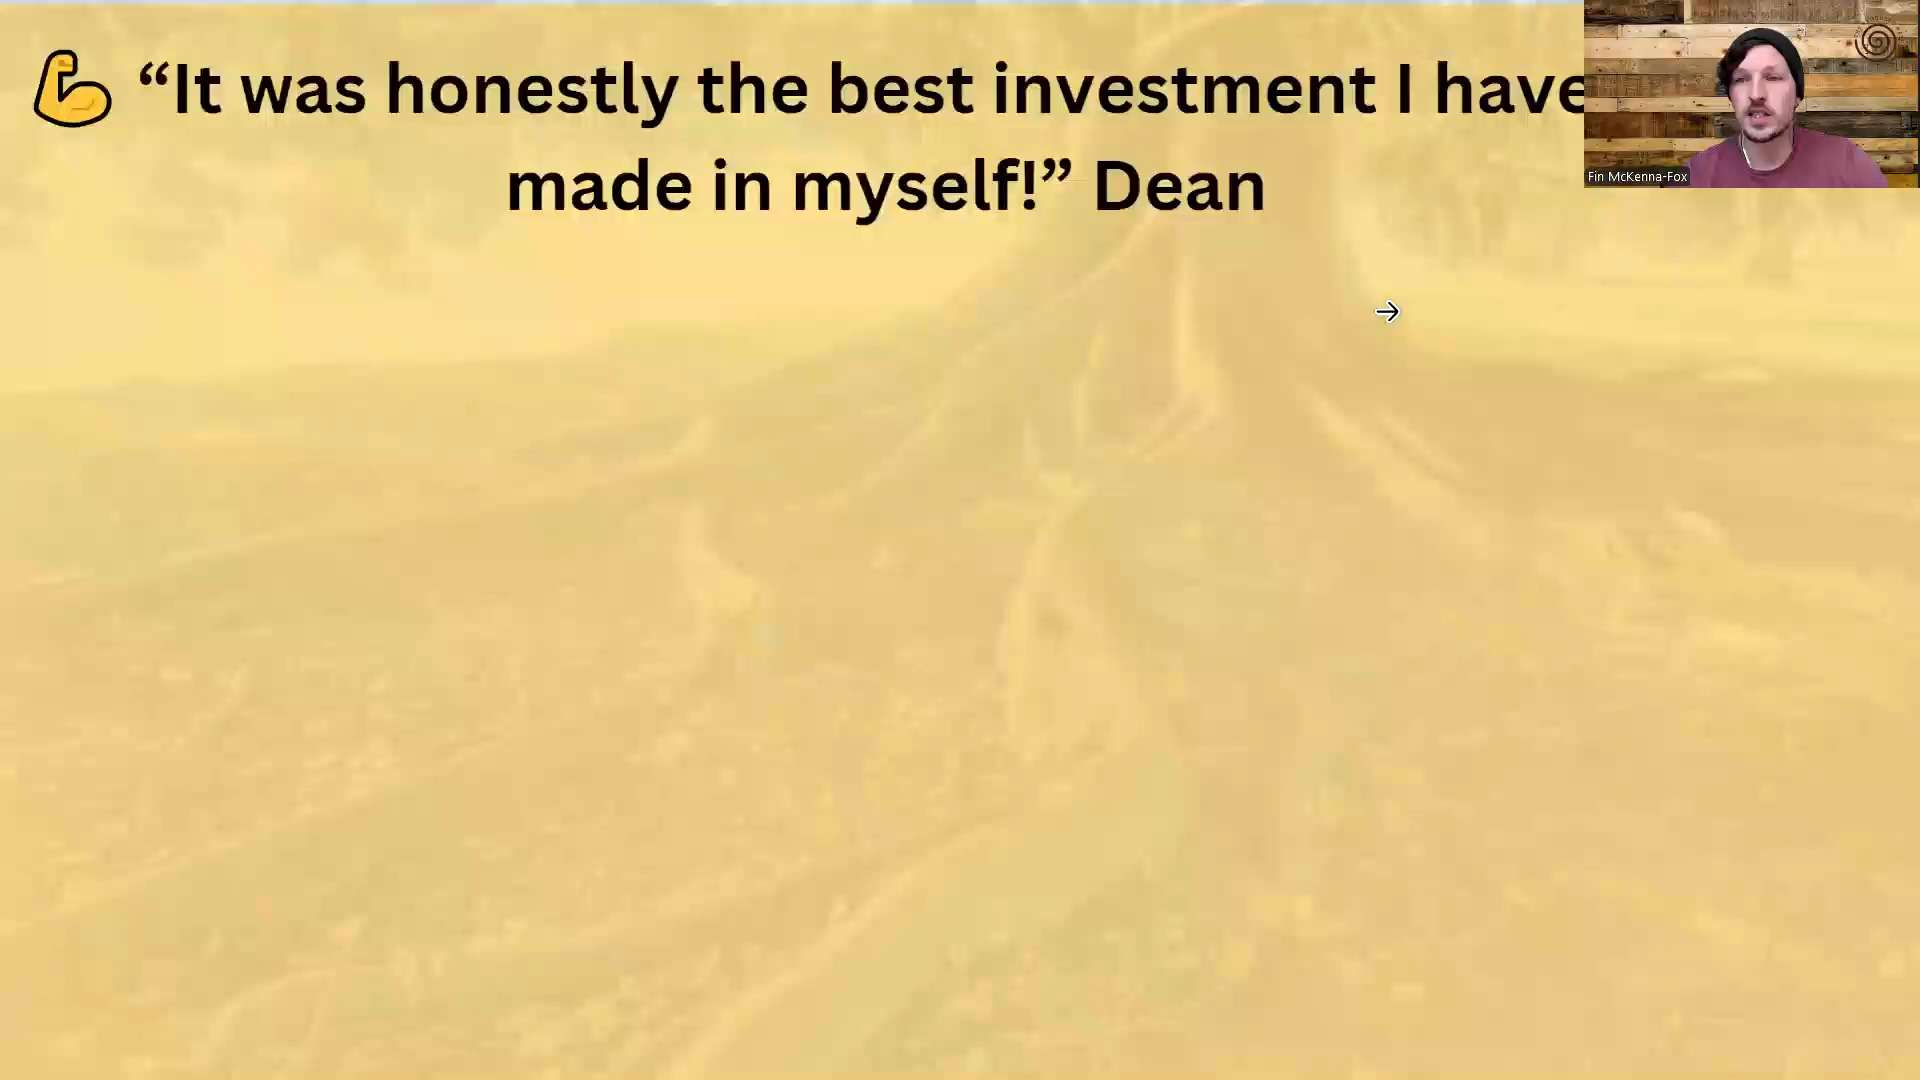 “It was honestly the best investment I have
made in myself!” Dean
Fin McKenna-Fox